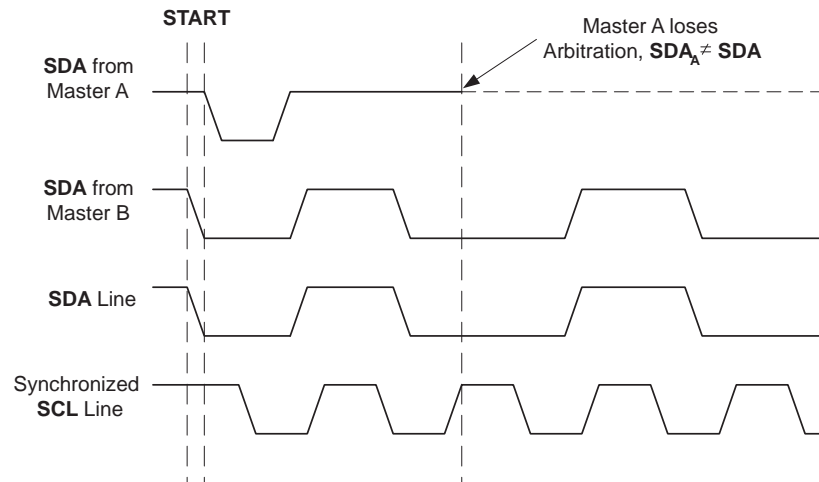 START
Master A loses
Arbitration, SDAA ≠ SDA
SDA from
Master A
SDA from
Master B
SDA Line
Synchronized
SCL Line